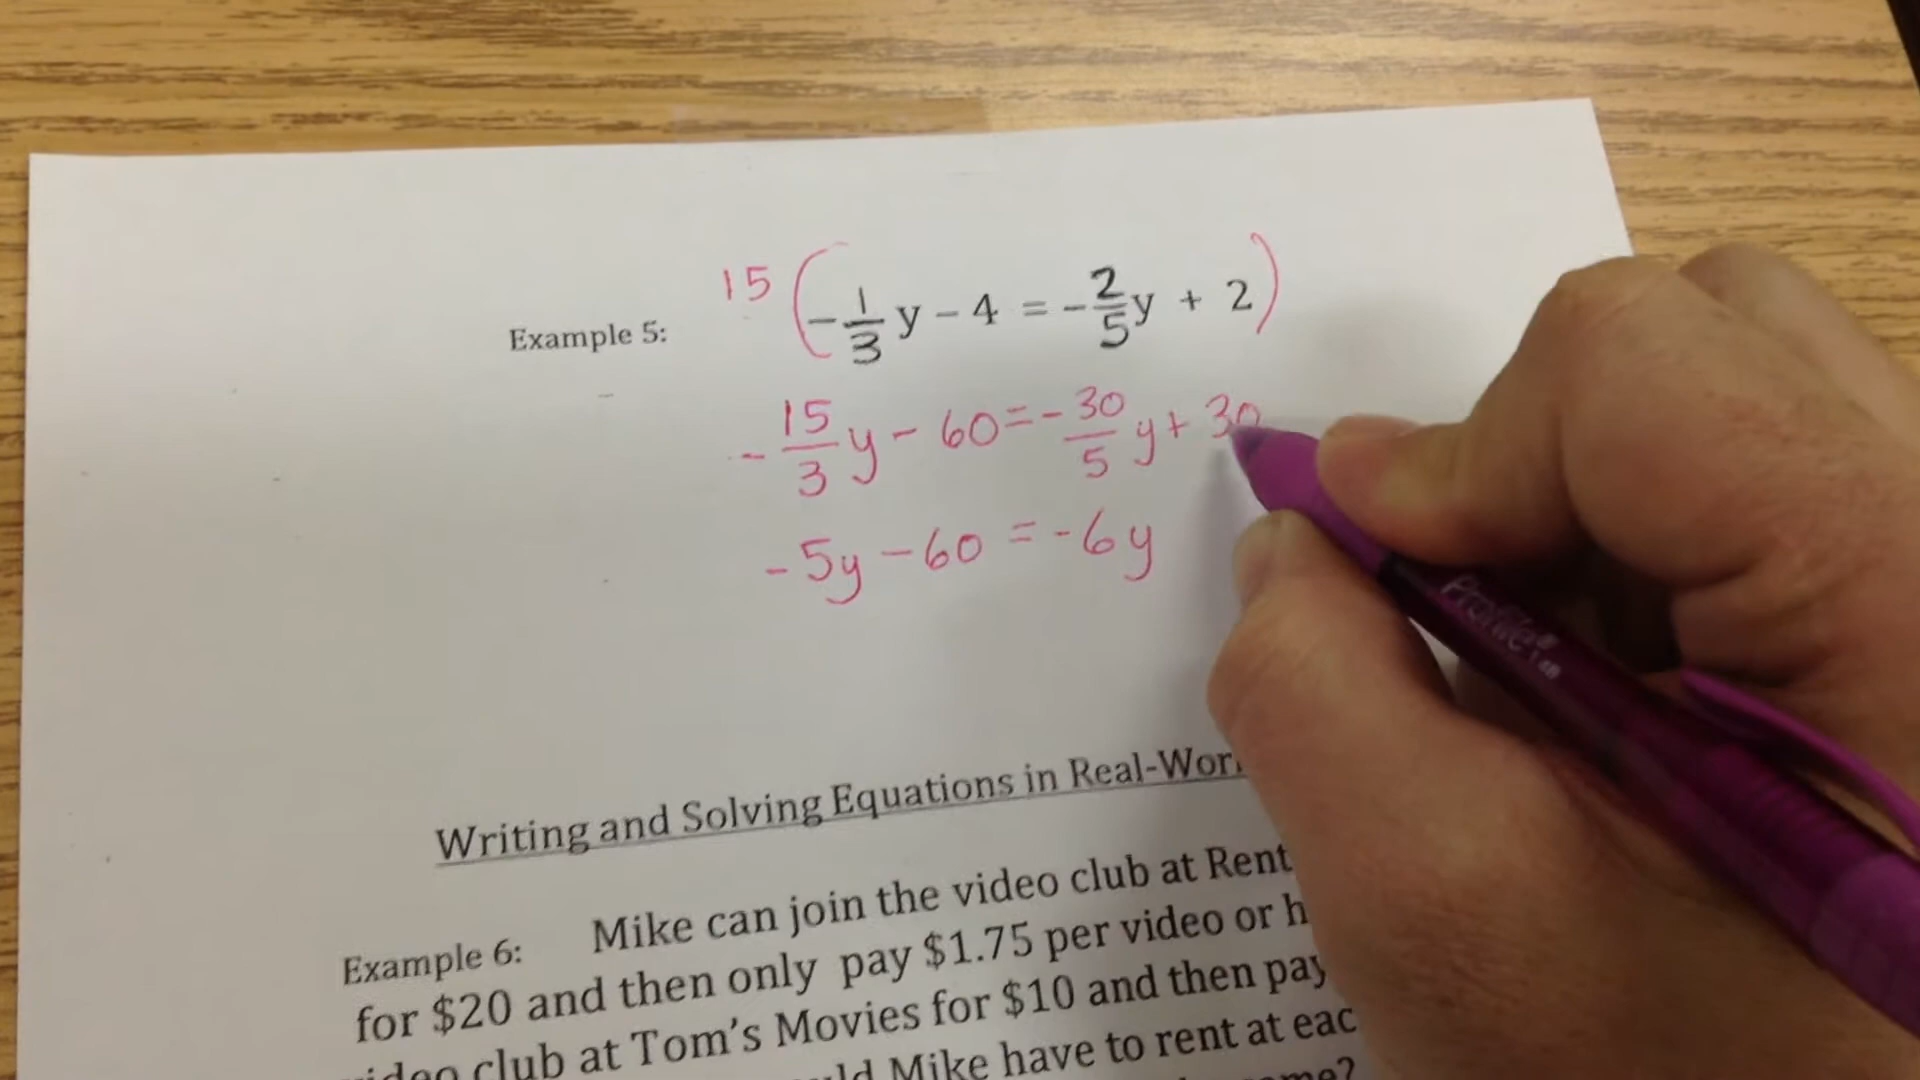 15 (-1/3 y - 4 = -2/5 y + 2)
Example 5:
- 15/3 y - 60 = - 30/5 y + 30
- 5y - 60 = - 6y
Writing and Solving Equations in Real-Wor
Example 6: Mike can join the video club at Rent
for $20 and then only pay $1.75 per video or h
video club at Tom's Movies for $10 and then pay
Mike have to rent at eac
Profile